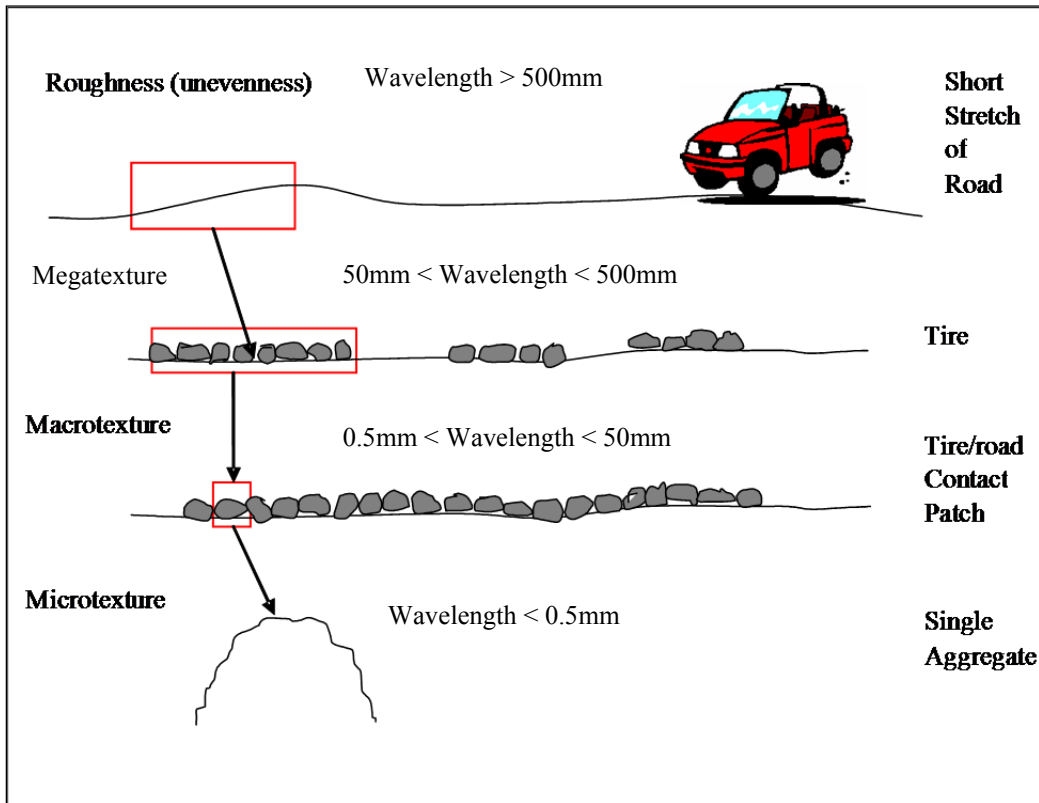 Roughness (unevenness)
Wavelength > 500mm
Short
Stretch
of
Road
Megatexture
50mm < Wavelength < 500mm
Tire
Macrotexture
0.5mm < Wavelength < 50mm
Tire/road
Contact
Patch
Microtexture
Wavelength < 0.5mm
Single
Aggregate